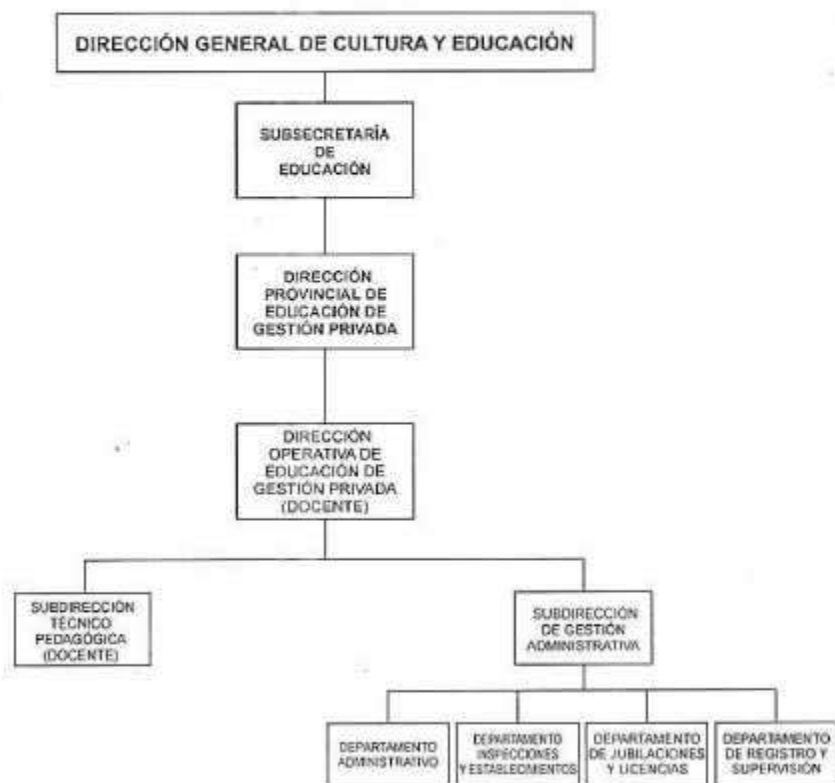 DIRECCIÓN GENERAL DE CULTURA Y EDUCACIÓN
SUBSECRETARÍA
DE
EDUCACIÓN
DIRECCIÓN
PROVINCIAL DE
EDUCACIÓN DE
GESTIÓN PRIVADA
DIRECCIÓN
OPERATIVA DE
EDUCACIÓN DE
GESTIÓN PRIVADA
(DOCENTE)
SUBDIRECCIÓN
TÉCNICO
PEDAGÓGICA
(DOCENTE)
SUBDIRECCIÓN
DE GESTIÓN
ADMINISTRATIVA
DEPARTAMENTO
ADMINISTRATIVO
DEPARTAMENTO
INSPECCIONES
Y ESTABLECIMIENTOS
DEPARTAMENTO
DE JUBILACIONES
Y LICENCIAS
DEPARTAMENTO
DE REGISTRO Y
SUPERVISIÓN